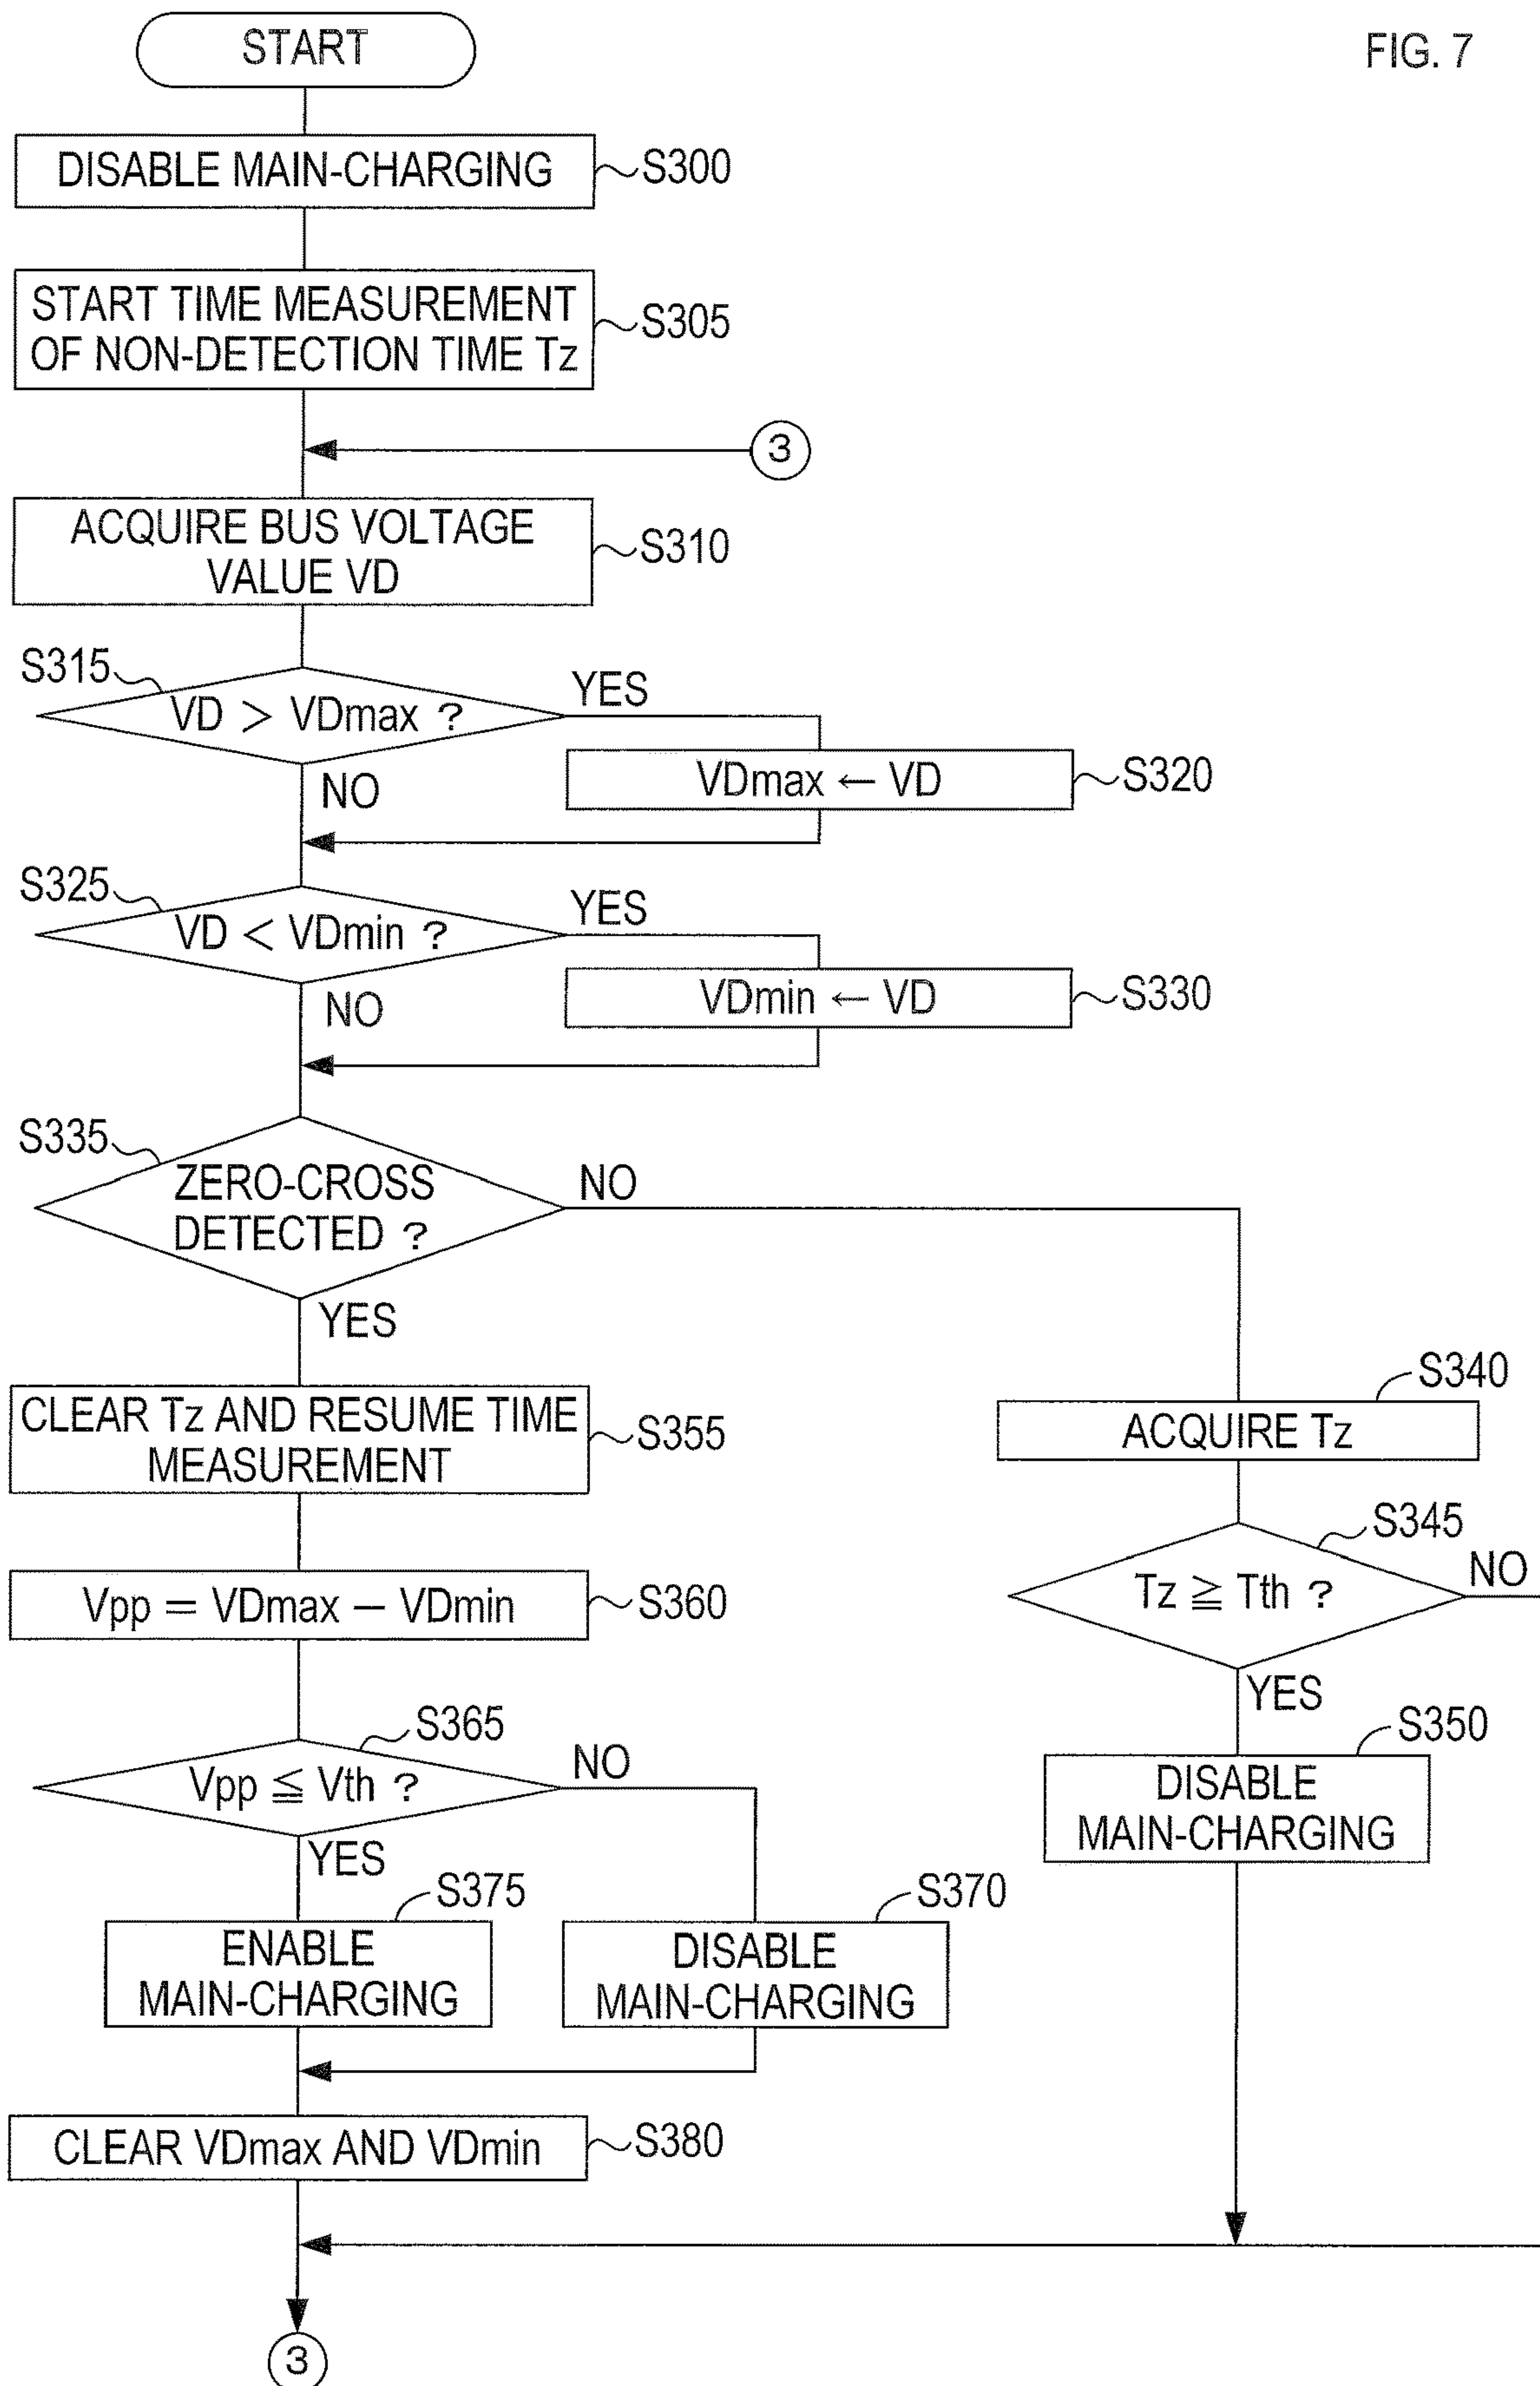 START
FIG. 7
DISABLE MAIN-CHARGING
S300
START TIME MEASUREMENT
OF NON-DETECTION TIME Tz
S305
3
ACQUIRE BUS VOLTAGE
VALUE VD
S310
S315
VD > VDmax ?
YES
NO
VDmax ← VD
S320
S325
VD < VDmin ?
YES
NO
VDmin ← VD
S330
S335
ZERO-CROSS
DETECTED ?
NO
YES
S340
ACQUIRE Tz
CLEAR Tz AND RESUME TIME
MEASUREMENT
S355
S345
Tz ≧ Tth ?
NO
YES
Vpp = VDmax − VDmin
S360
S350
DISABLE
MAIN-CHARGING
S365
Vpp ≦ Vth ?
NO
YES
S375
ENABLE
MAIN-CHARGING
S370
DISABLE
MAIN-CHARGING
CLEAR VDmax AND VDmin
S380
3